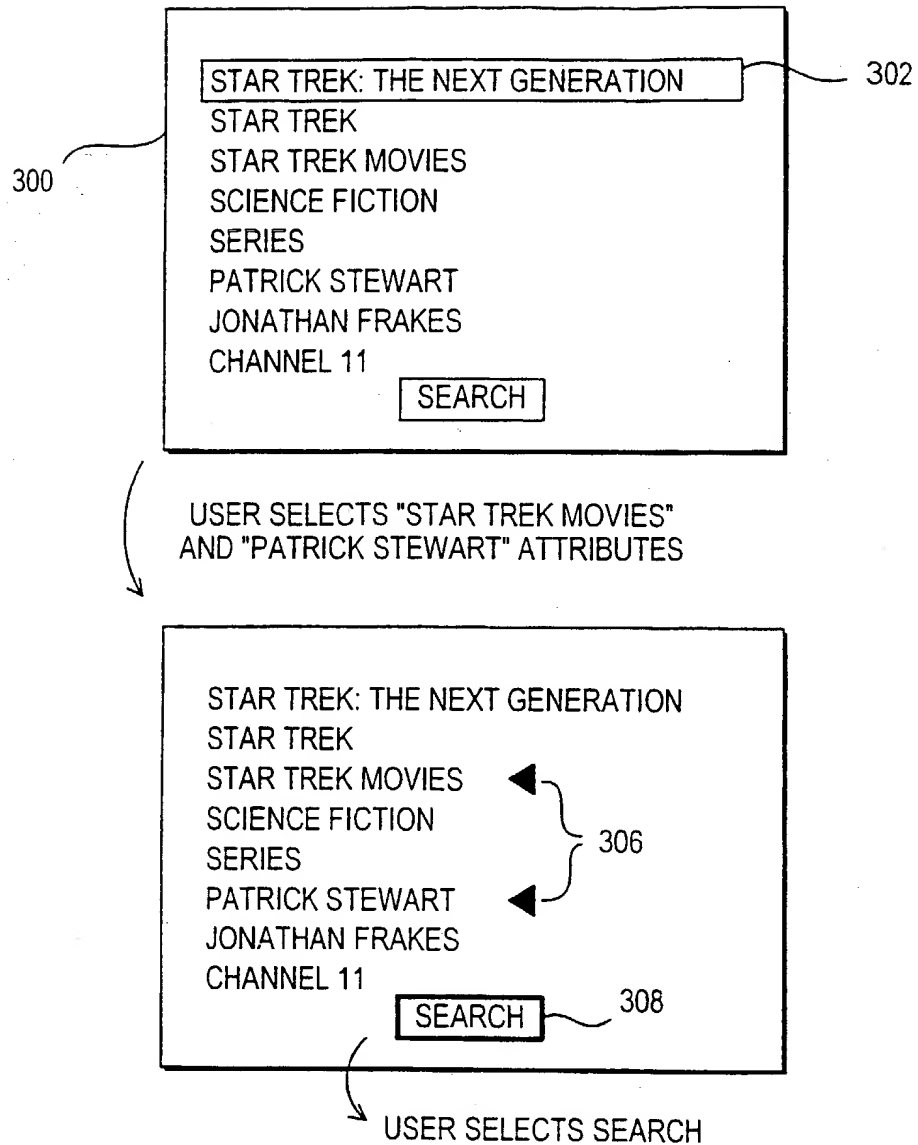 STAR TREK: THE NEXT GENERATION
302
STAR TREK
STAR TREK MOVIES
300
SCIENCE FICTION
SERIES
PATRICK STEWART
JONATHAN FRAKES
CHANNEL 11
SEARCH
USER SELECTS "STAR TREK MOVIES"
AND "PATRICK STEWART" ATTRIBUTES
STAR TREK: THE NEXT GENERATION
STAR TREK
STAR TREK MOVIES
SCIENCE FICTION
306
SERIES
PATRICK STEWART
JONATHAN FRAKES
CHANNEL 11
SEARCH
308
USER SELECTS SEARCH